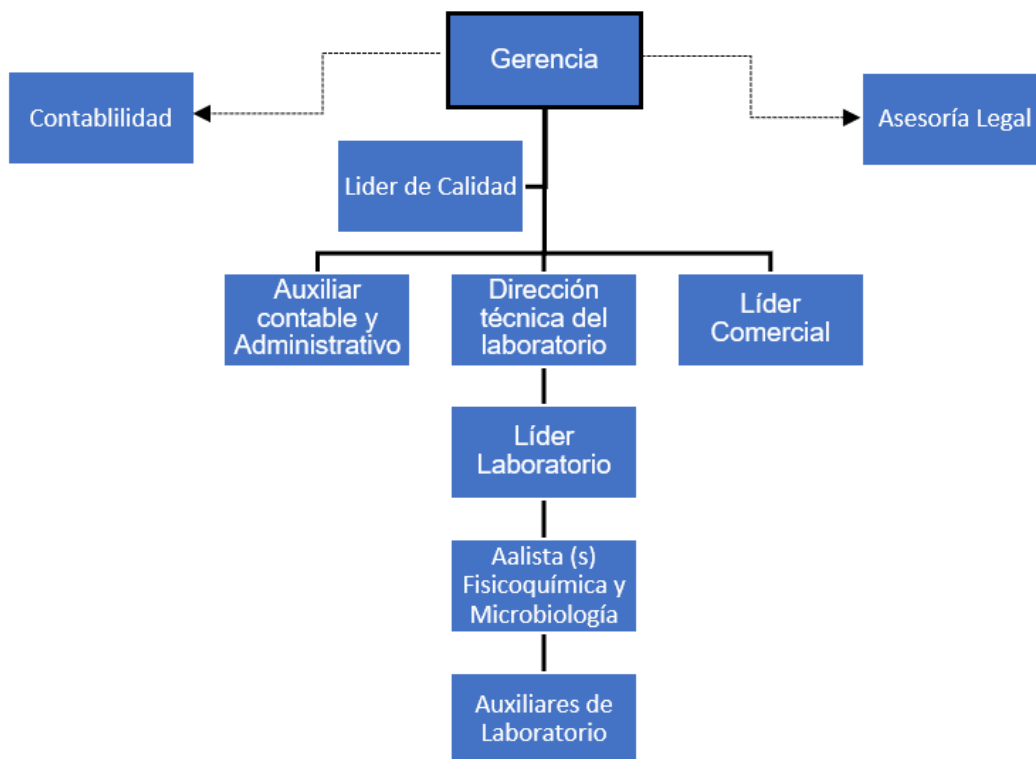 Gerencia
Contablilidad
Asesoría Legal
Lider de Calidad
Auxiliar
contable y
Administrativo
Dirección
técnica del
laboratorio
Líder
Comercial
Líder
Laboratorio
Aalista (s)
Fisicoquímica y
Microbiología
Auxiliares de
Laboratorio